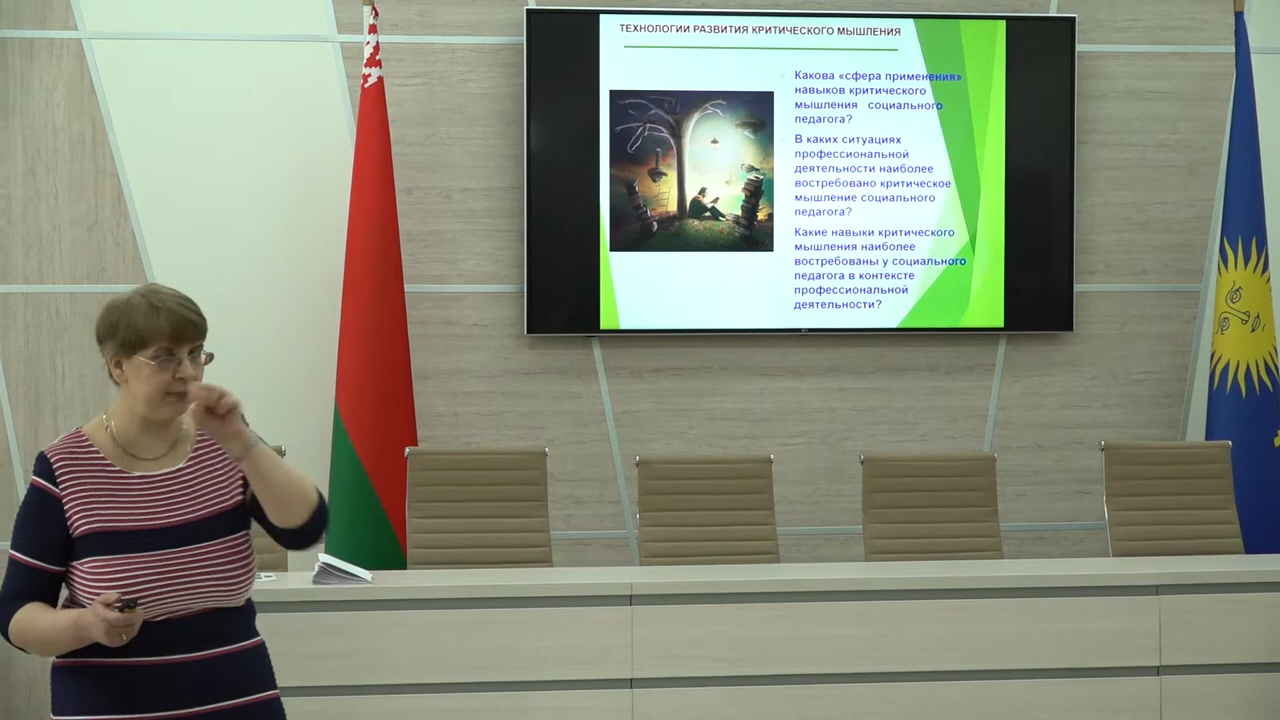 ТЕХНОЛОГИИ РАЗВИТИЯ КРИТИЧЕСКОГО МЫШЛЕНИЯ
Какова «сфера применения»
навыков критического
мышления социального
педагога?
В каких ситуациях
профессиональной
деятельности наиболее
востребовано критическое
мышление социального
педагога?
Какие навыки критического
мышления наиболее
востребованы у социального
педагога в контексте
профессиональной
деятельности?